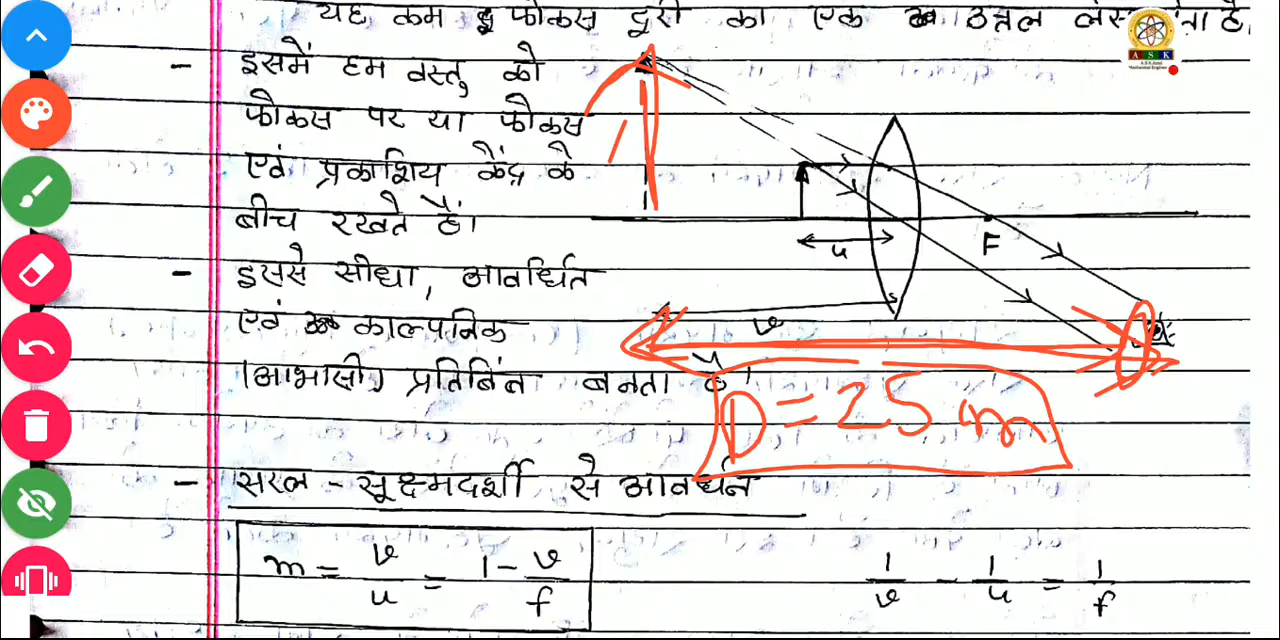 यह कम फोकस दूरी का एक उत्तल लेंस होता है।
- इसमें हम वस्तु को
फोकस पर या फोकस
एवं प्रकाशिय केंद्र के
बीच रखते हैं।
- इससे सीधा, आवर्धित
एवं काल्पनिक
(आभासी) प्रतिबिंब बनता है।
u
F
v
D = 25 cm
- सरल - सूक्ष्मदर्शी से आवर्धन
m = v/u = 1 - v/f
1/v - 1/u = 1/f
A S K